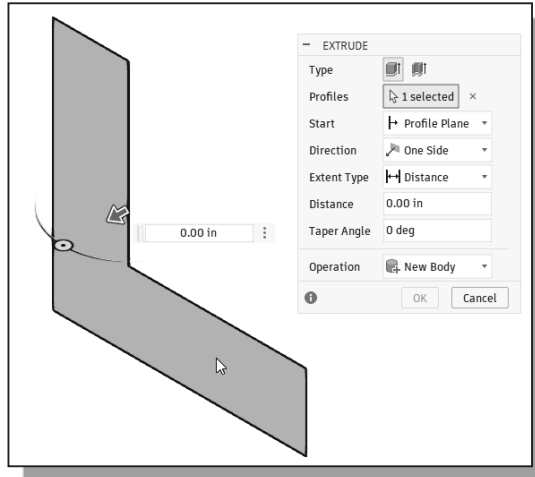 EXTRUDE
Type
Profiles 1 selected ×
Start Profile Plane
Direction One Side
Extent Type Distance
Distance 0.00 in
Taper Angle 0 deg
Operation New Body
OK Cancel
0.00 in